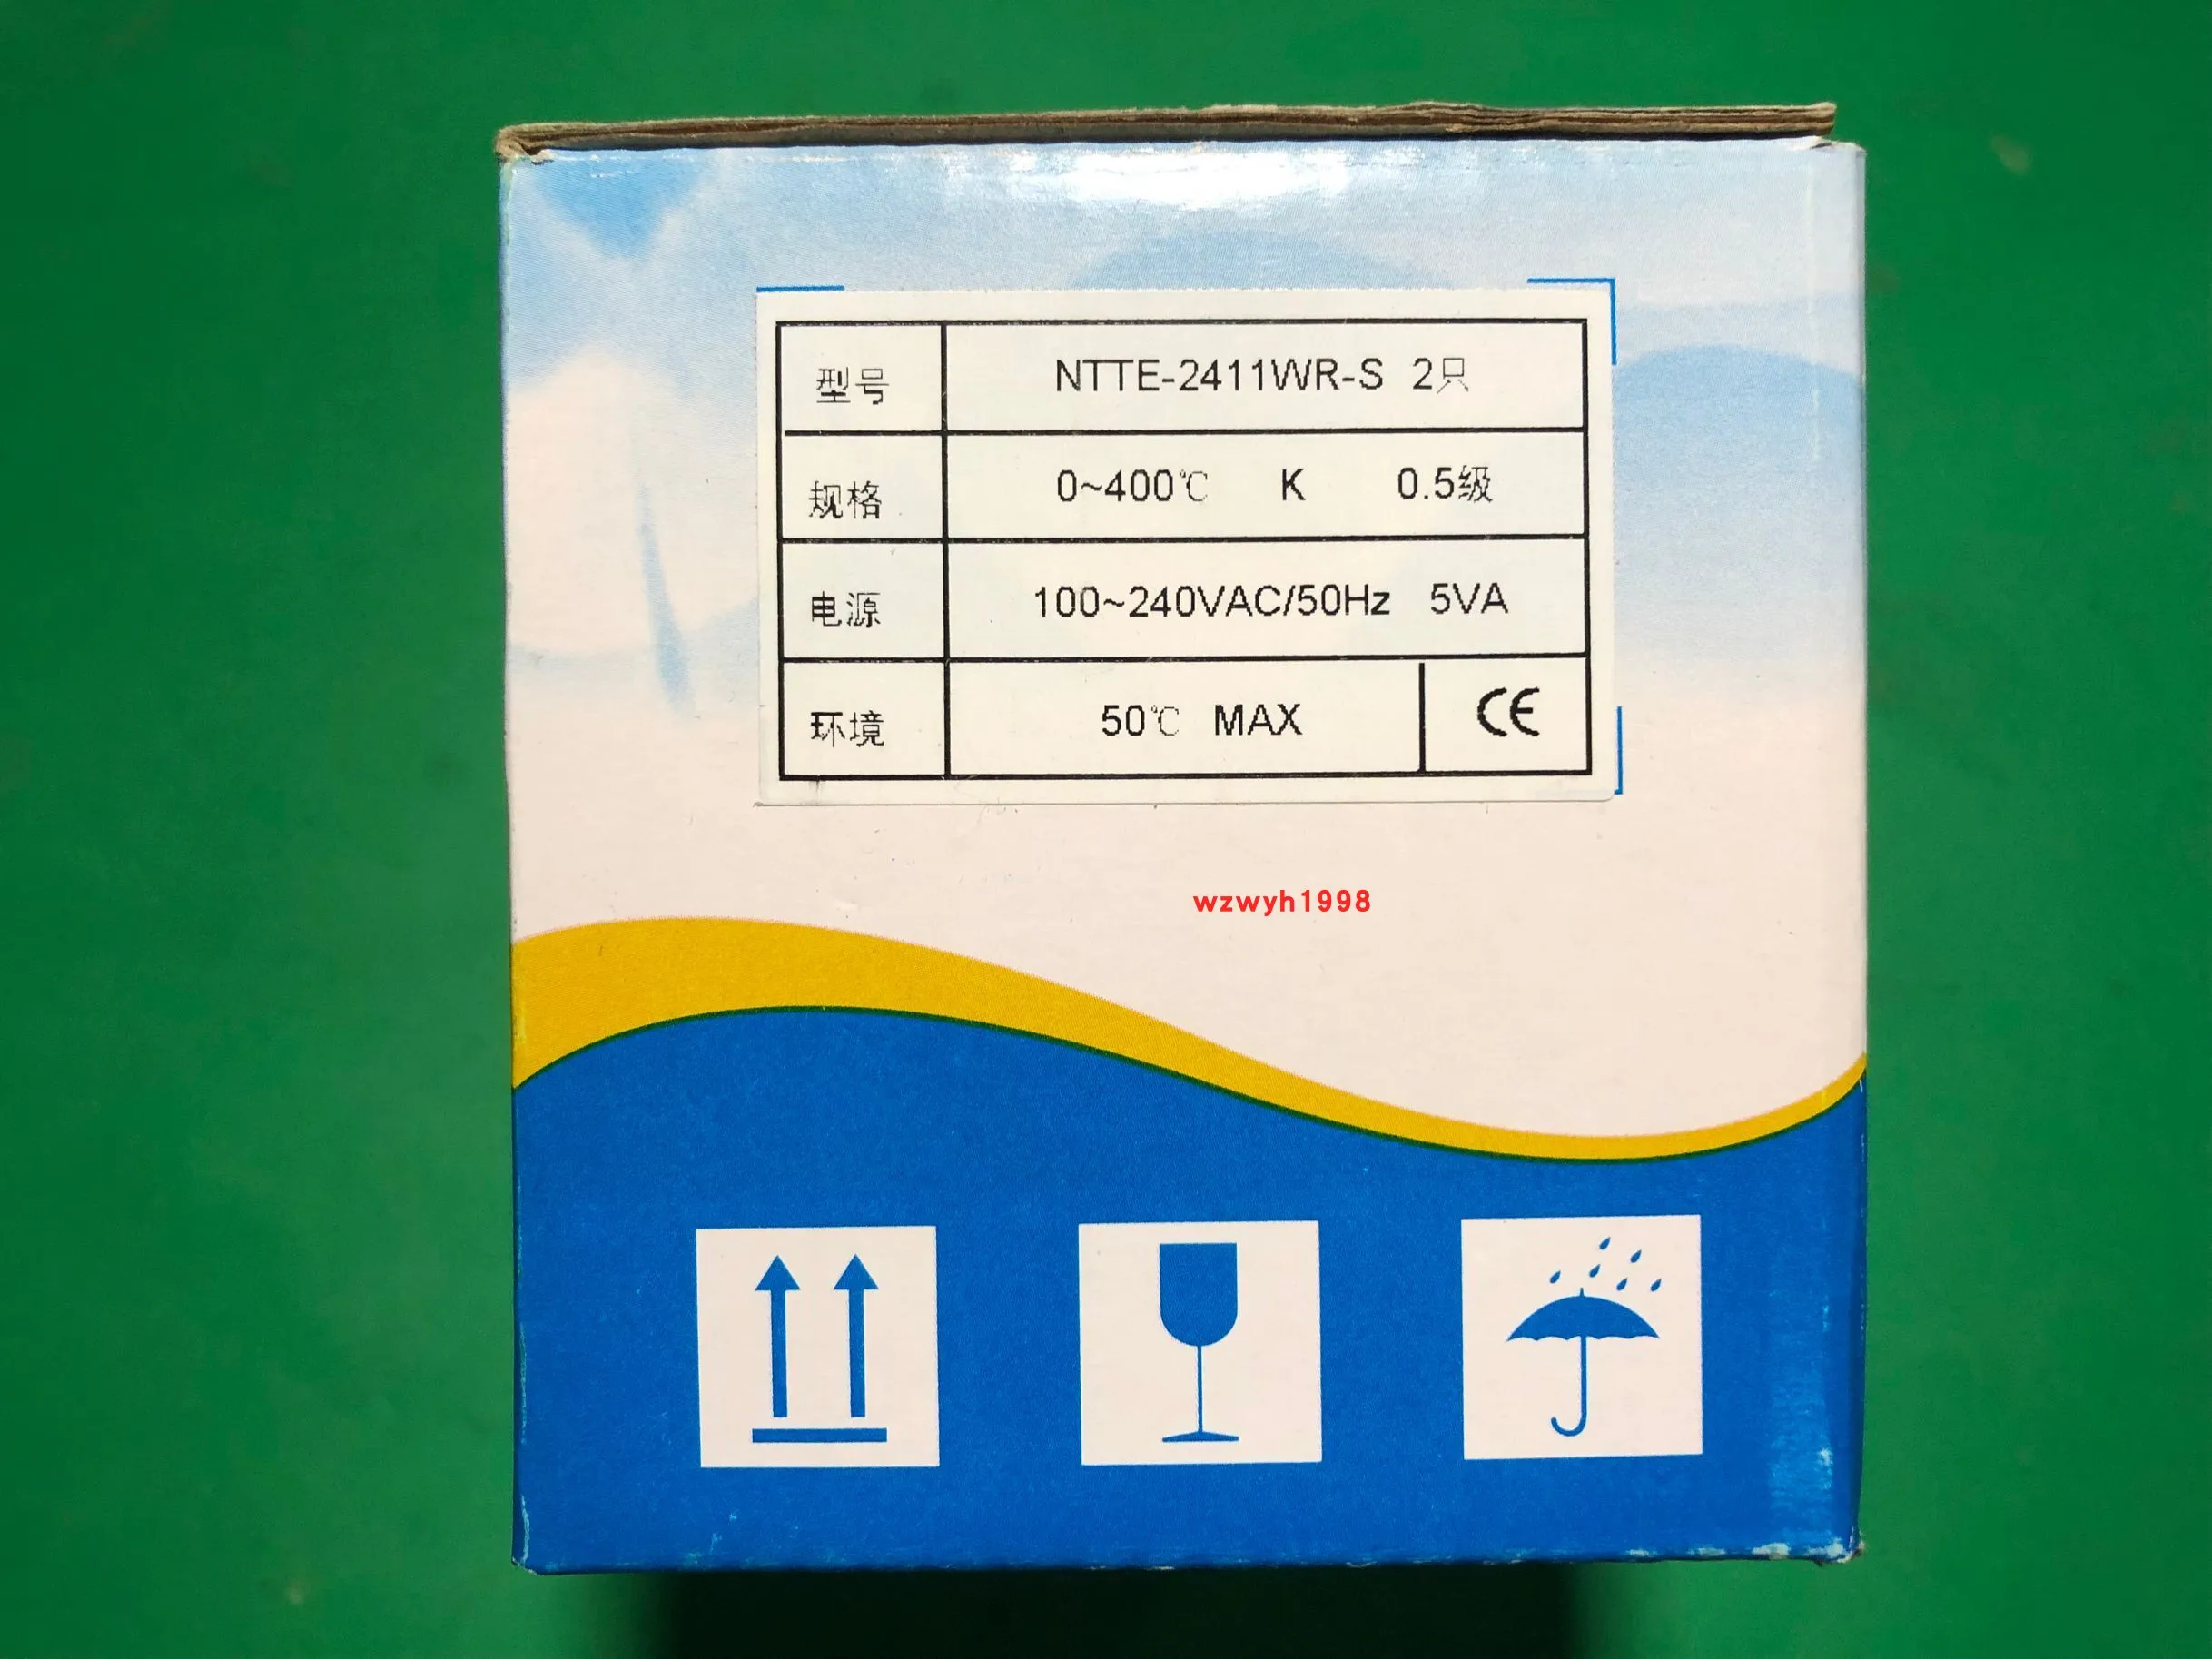 型号 NTTE-2411WR-S 2只
规格 0~400℃ K 0.5级
电源 100~240VAC/50Hz 5VA
环境 50℃ MAX CE
wzwyh1998